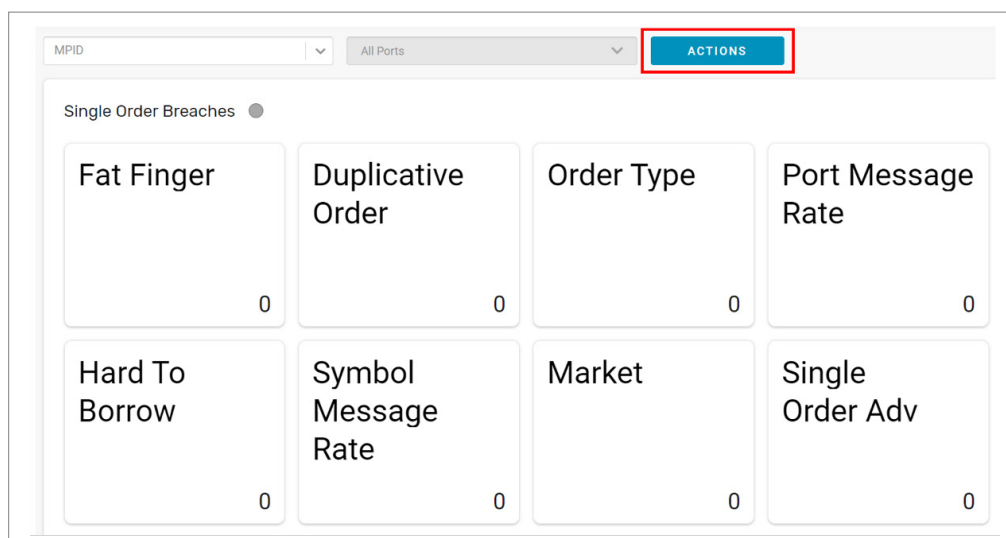 MPID
All Ports
ACTIONS
Single Order Breaches
Fat Finger
0
Duplicative
Order
0
Order Type
0
Port Message
Rate
0
Hard To
Borrow
0
Symbol
Message
Rate
0
Market
0
Single
Order Adv
0